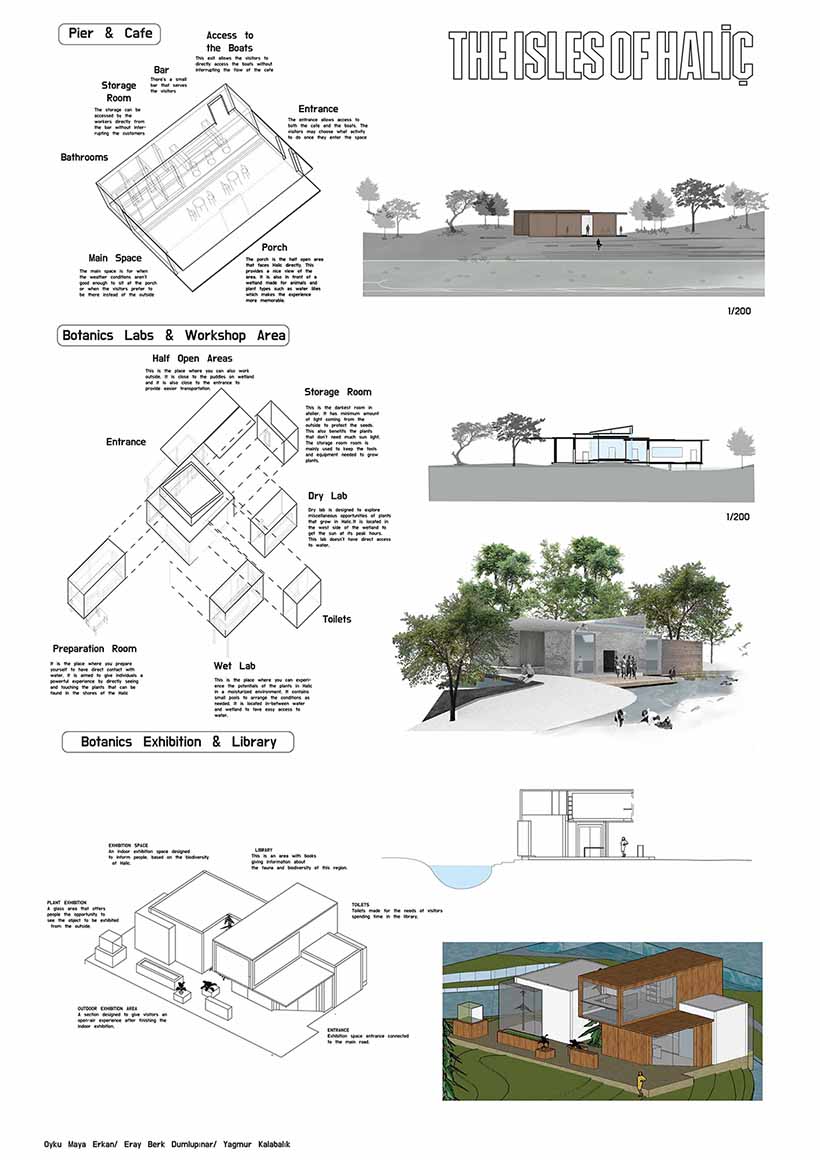 Pier & Cafe
THE ISLES OF HALİÇ
Access to
the Boats
This exit allows the visitors to
directly access the boats without
interrupting the flow of the cafe
Bar
There's a small
bar that serves
the visitors
Storage
Room
The storage can be
accessed by the
workers directly from
the bar without inter-
rupting the customers
Entrance
The entrance allows access to
both the cafe and the boats. The
visitors may choose what activity
to do once they enter the space
Bathrooms
Main Space
The main space is for when
the weather conditions aren't
good enough to sit at the porch
or when the visitors prefer to
be there instead of the outside
Porch
The porch is the half open area
that faces Halic directly. This
provides a nice view of the
area. It is also in front of a
wetland made for animals and
plant types such as water lilies
which makes the experience
more memorable.
1/200
Botanics Labs & Workshop Area
Half Open Areas
This is the place where you can also work
outside. It is close to the puddles on wetland
and it is also close to the entrance to
provide easier transportation.
Storage Room
This is the darkest room in
atelier. It has minimum amount
of light coming from the
outside to protect the seeds.
This also benefits the plants
that don't need much sun light.
The storage room room is
mainly used to keep the tools
and equipment needed to grow
plants.
Entrance
Dry Lab
Dry lab is designed to explore
miscellaneous opportunities of plants
that grow in Halic.It is located in
the west side of the wetland to
get the sun at its peak hours.
This lab doesn't have direct access
to water.
1/200
Toilets
Preparation Room
It is the place where you prepare
yourself to have direct contact with
water. It is aimed to give individuals a
powerful experience by directly seeing
and touching the plants that can be
found in the shores of the Halic
Wet Lab
This is the place where you can experi-
ence the potentials of the plants in Halic
in a moisturized environment. It contains
small pools to arrange the conditions as
needed. It is located in-between water
and wetland to have easy access to
water.
Botanics Exhibition & Library
EXHIBITION SPACE
An indoor exhibition space designed
to inform people, based on the biodiversity
of Halic.
LIBRARY
This is an area with books
giving information about
the fauna and biodiversity of this region.
PLANT EXHIBITION
A glass area that offers
people the opportunity to
see the object to be exhibited
from the outside.
TOILETS
Toilets made for the needs of visitors
spending time in the library.
OUTDOOR EXHIBITION AREA
A section designed to give visitors an
open-air experience after finishing the
indoor exhibition.
ENTRANCE
Exhibition space entrance connected
to the main road.
Oyku Maya Erkan/ Eray Berk Dumlupınar/ Yagmur Kalabalık